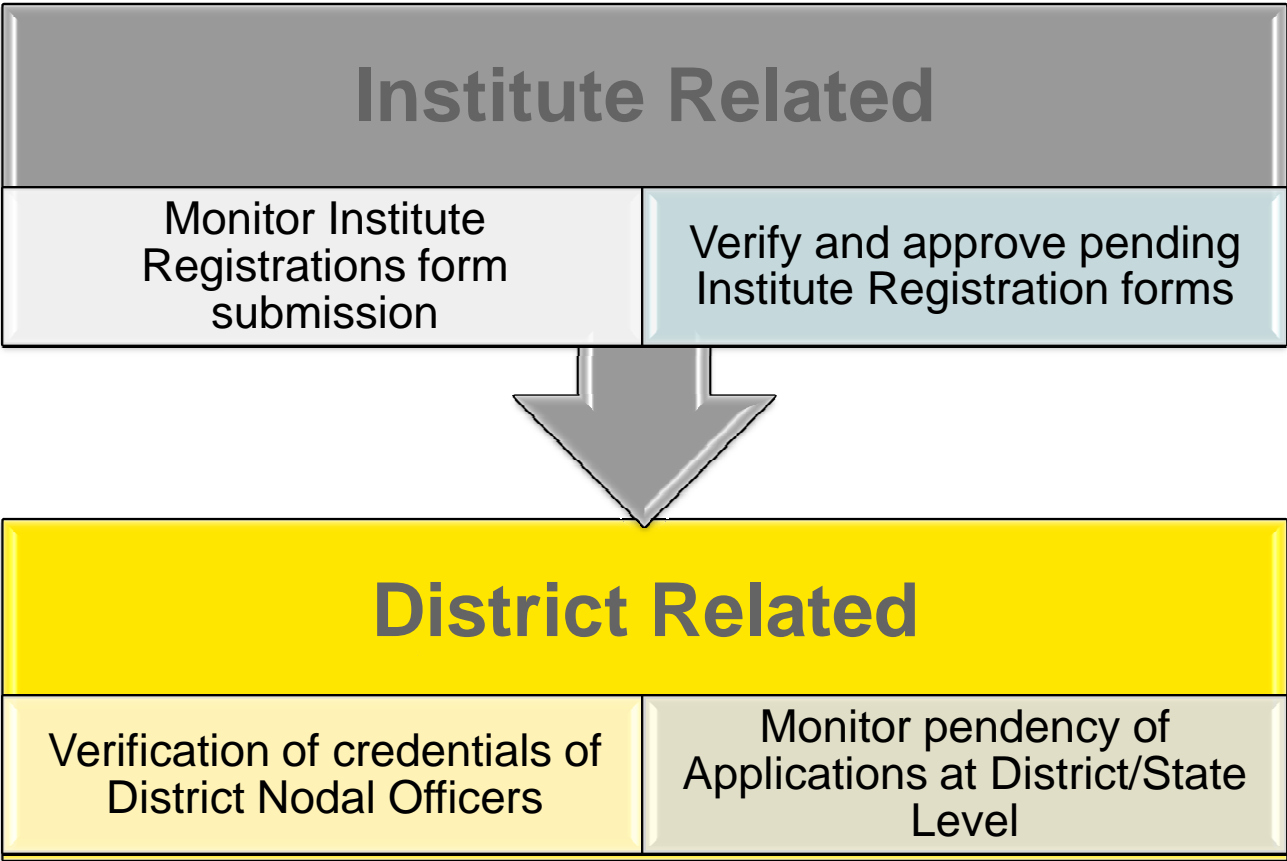 Institute Related
Monitor Institute
Registrations form
submission
Verify and approve pending
Institute Registration forms
District Related
Verification of credentials of
District Nodal Officers
Monitor pendency of
Applications at District/State
Level